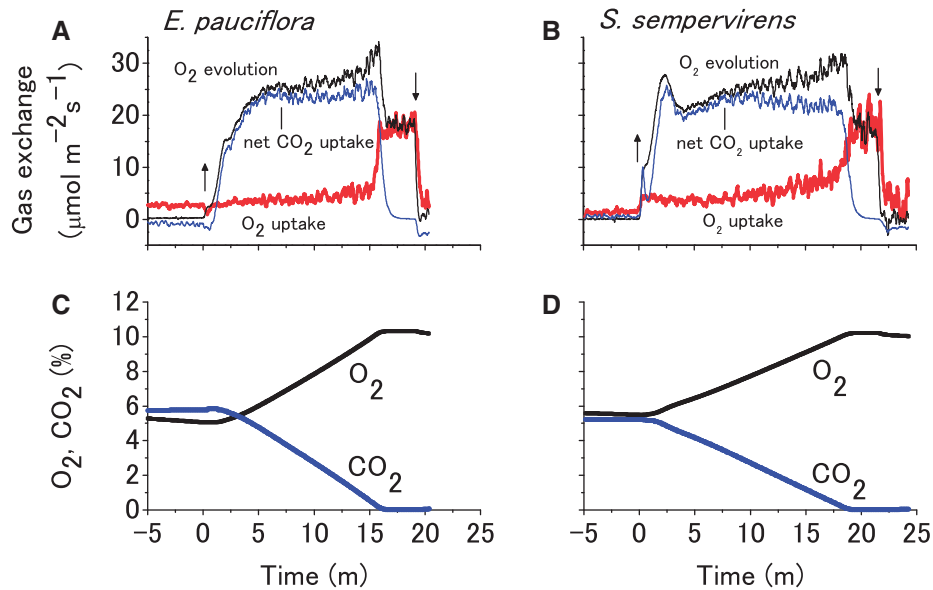 A E. pauciflora
B S. sempervirens
Gas exchange
(μmol m⁻²s⁻¹)
30
20
10
0
O₂ evolution
net CO₂ uptake
O₂ uptake
O₂ evolution
net CO₂ uptake
O₂ uptake
C
D
O₂, CO₂ (%)
12
10
8
6
4
2
0
O₂
CO₂
O₂
CO₂
−5 0 5 10 15 20 25
−5 0 5 10 15 20 25
Time (m)
Time (m)